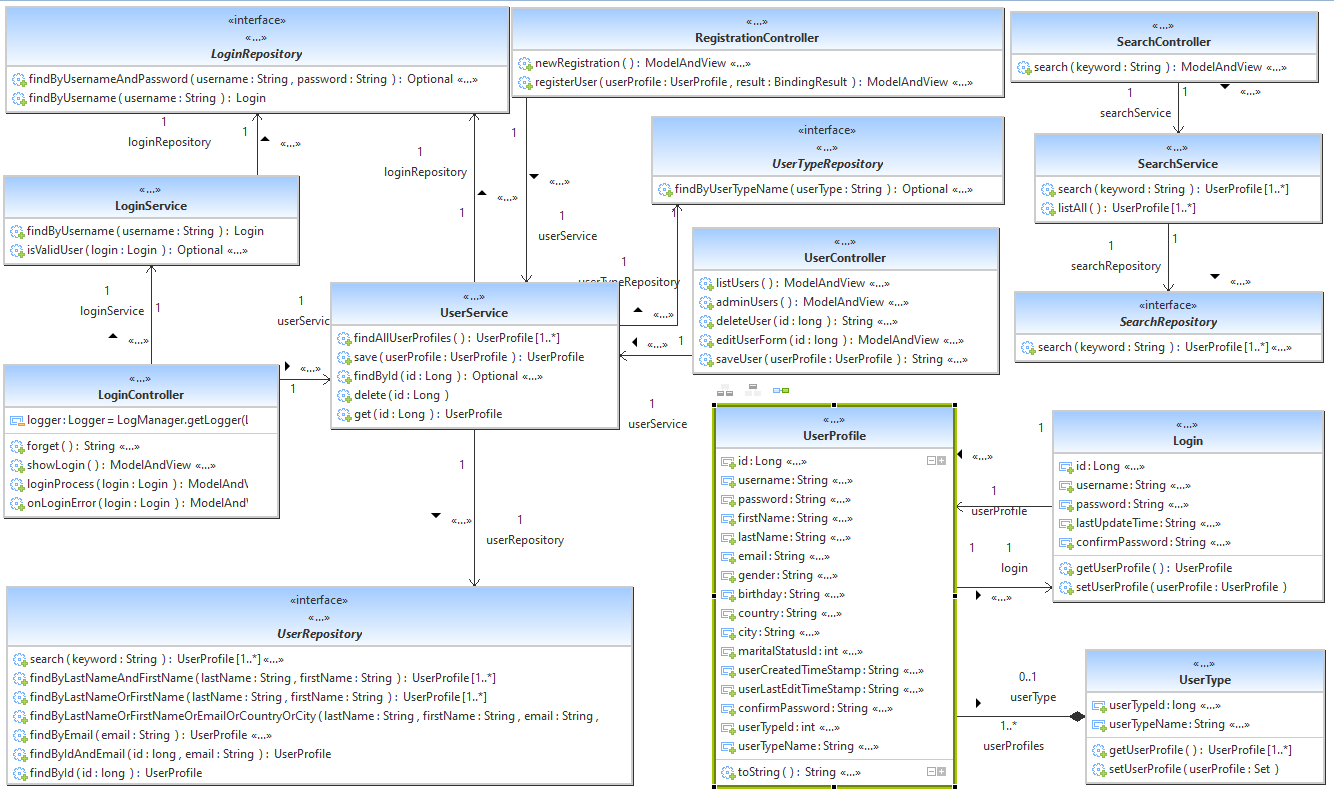 «interface»
«...»
LoginRepository
findByUsernameAndPassword ( username : String , password : String ) : Optional «...»
findByUsername ( username : String ) : Login
«...»
RegistrationController
newRegistration ( ) : ModelAndView «...»
registerUser ( userProfile : UserProfile , result : BindingResult ) : ModelAndView «...»
«...»
SearchController
search ( keyword : String ) : ModelAndView «...»
1
1
«...»
searchService
1
loginRepository
1
«...»
1
loginRepository
«...»
1
1
«...»
1
userService
«interface»
«...»
UserTypeRepository
findByUserTypeName ( userType : String ) : Optional «...»
«...»
SearchService
search ( keyword : String ) : UserProfile [1..*]
listAll ( ) : UserProfile [1..*]
«...»
LoginService
findByUsername ( username : String ) : Login
isValidUser ( login : Login ) : Optional «...»
1
1
userTypeRepository
«...»
1
1
searchRepository
«...»
«...»
UserController
listUsers ( ) : ModelAndView «...»
adminUsers ( ) : ModelAndView «...»
deleteUser ( id : long ) : String «...»
editUserForm ( id : long ) : ModelAndView «...»
saveUser ( userProfile : UserProfile ) : String «...»
«interface»
SearchRepository
search ( keyword : String ) : UserProfile [1..*] «...»
1
loginService
1
«...»
1
userServic
«...»
1
«...»
UserService
findAllUserProfiles ( ) : UserProfile [1..*]
save ( userProfile : UserProfile ) : UserProfile
findById ( id : Long ) : Optional «...»
delete ( id : Long )
get ( id : Long ) : UserProfile
«...»
1
1
userService
«...»
LoginController
logger : Logger = LogManager.getLogger(l
forget ( ) : String «...»
showLogin ( ) : ModelAndView «...»
loginProcess ( login : Login ) : ModelAnd\
onLoginError ( login : Login ) : ModelAnd\
1
«...»
1
userRepository
«...»
UserProfile
id : Long «...»
username : String «...»
password : String «...»
firstName : String «...»
lastName : String «...»
email : String «...»
gender : String «...»
birthday : String «...»
country : String «...»
city : String «...»
maritalStatusId : int «...»
userCreatedTimeStamp : String «...»
userLastEditTimeStamp : String «...»
confirmPassword : String «...»
userTypeId : int «...»
userTypeName : String «...»
toString ( ) : String «...»
1
«...»
1
userProfile
1
1
login
«...»
«...»
Login
id : Long «...»
username : String «...»
password : String «...»
lastUpdateTime : String «...»
confirmPassword : String «...»
getUserProfile ( ) : UserProfile
setUserProfile ( userProfile : UserProfile )
«interface»
«...»
UserRepository
search ( keyword : String ) : UserProfile [1..*] «...»
findByLastNameAndFirstName ( lastName : String , firstName : String ) : UserProfile [1..*]
findByLastNameOrFirstName ( lastName : String , firstName : String ) : UserProfile [1..*]
findByLastNameOrFirstNameOrEmailOrCountryOrCity ( lastName : String , firstName : String , email : String ,
findByEmail ( email : String ) : UserProfile «...»
findByIdAndEmail ( id : long , email : String ) : UserProfile
findById ( id : long ) : UserProfile
0..1
userType
1..*
userProfiles
«...»
UserType
userTypeId : long «...»
userTypeName : String «...»
getUserProfile ( ) : UserProfile [1..*]
setUserProfile ( userProfile : Set )